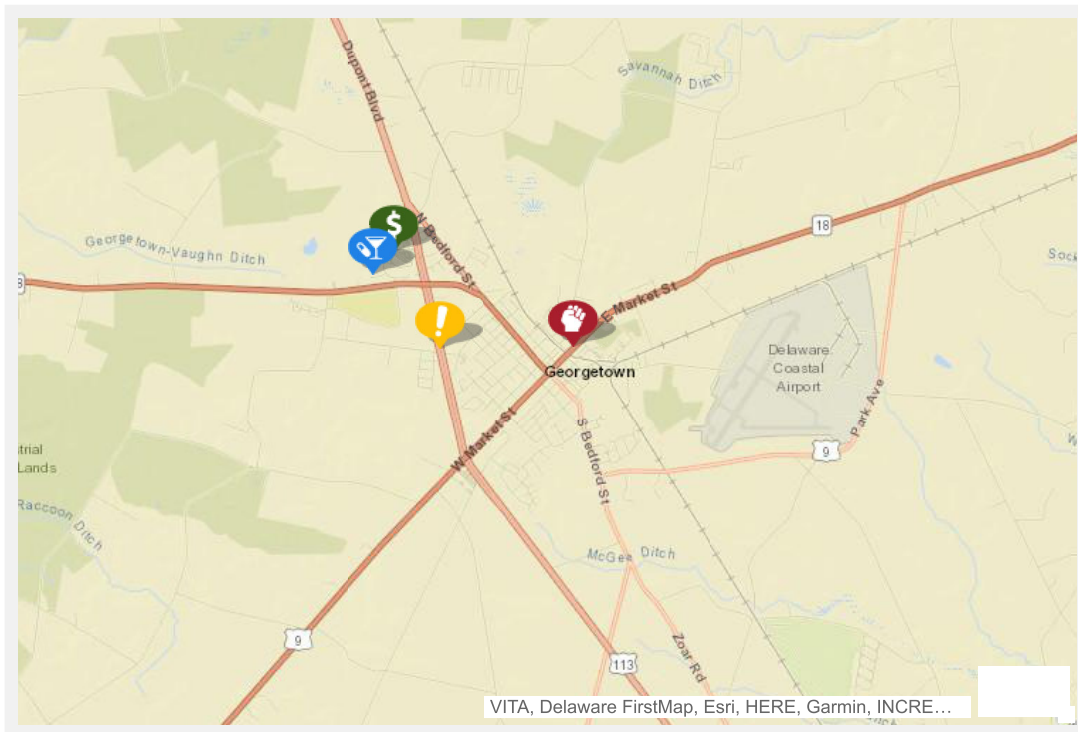 Dupont Blvd
Savannah Ditch
18
N Bedford St
Georgetown-Vaughn Ditch
8
$
!
E Market St
Delaware
Coastal
Airport
Georgetown
Park Ave
W Market St
S Bedford St
9
trial
Lands
Raccoon Ditch
McGee Ditch
9
113
Zoar Rd
VITA, Delaware FirstMap, Esri, HERE, Garmin, INCRE…